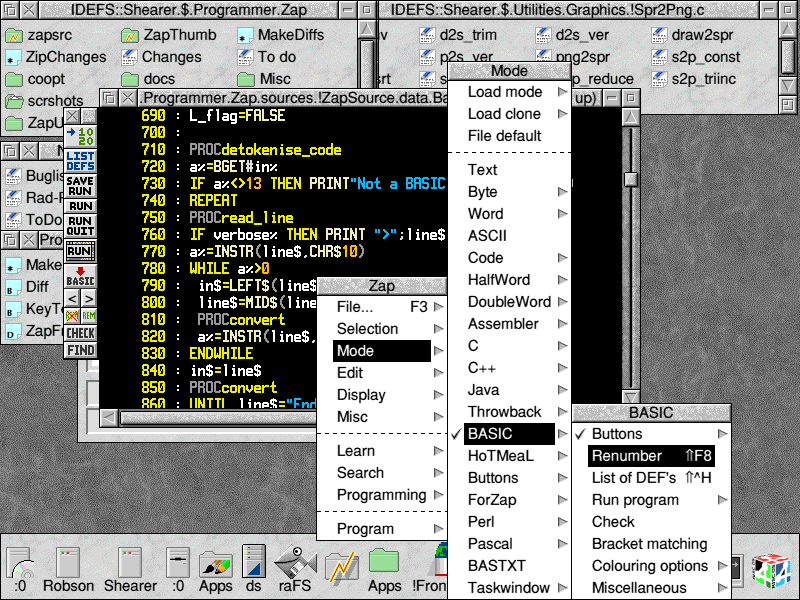 IDEFS::Shearer.$.Programmer.Zap
zapsrc
ZapThumb
MakeDiffs
ZipChanges
Changes
To do
coopt
docs
Misc
scrshots
ZapU
IDEFS::Shearer.$.Utilities.Graphics.!Spr2Png.c
d2s_trim
d2s_ver
draw2spr
p2s_ver
png2spr
s2p_const
s2p_triinc
Buglis
Rad-
ToDo
Pro
Make
Diff
KeyT
ZapF
10
20
LIST
DEFS
SAVE
RUN
RUN
RUN
QUIT
RUN
BASIC
< >
REM
CHECK
FIND
.Programmer.Zap.sources.!ZapSource.data.Ba
up)
690 : L_flag=FALSE
700 :
710 : PROCdetokenise_code
720 : a%=BGET#in%
730 : IF a%<>13 THEN PRINT"Not a BASIC
740 : REPEAT
750 : PROCread_line
760 : IF verbose% THEN PRINT ">";line$
770 : a%=INSTR(line$,CHR$10)
780 : WHILE a%>0
790 : in$=LEFT$(line$
800 : line$=MID$(line
810 : PROCconvert
820 : a%=INSTR(line$,
830 : ENDWHILE
840 : in$=line$
850 : PROCconvert
860 : UNTIL line$="End
Zap
File... F3
Selection
Mode
Edit
Display
Misc
Learn
Search
Programming
Program
Mode
Load mode
Load clone
File default
Text
Byte
Word
ASCII
Code
HalfWord
DoubleWord
Assembler
C
C++
Java
Throwback
✓ BASIC
HoTMeaL
Buttons
ForZap
Perl
Pascal
BASTXT
Taskwindow
BASIC
✓ Buttons
Renumber ⇧F8
List of DEF's ⇧^H
Run program
Check
Bracket matching
Colouring options
Miscellaneous
:0
Robson
Shearer
:0
Apps
ds
raFS
Apps
!Fron